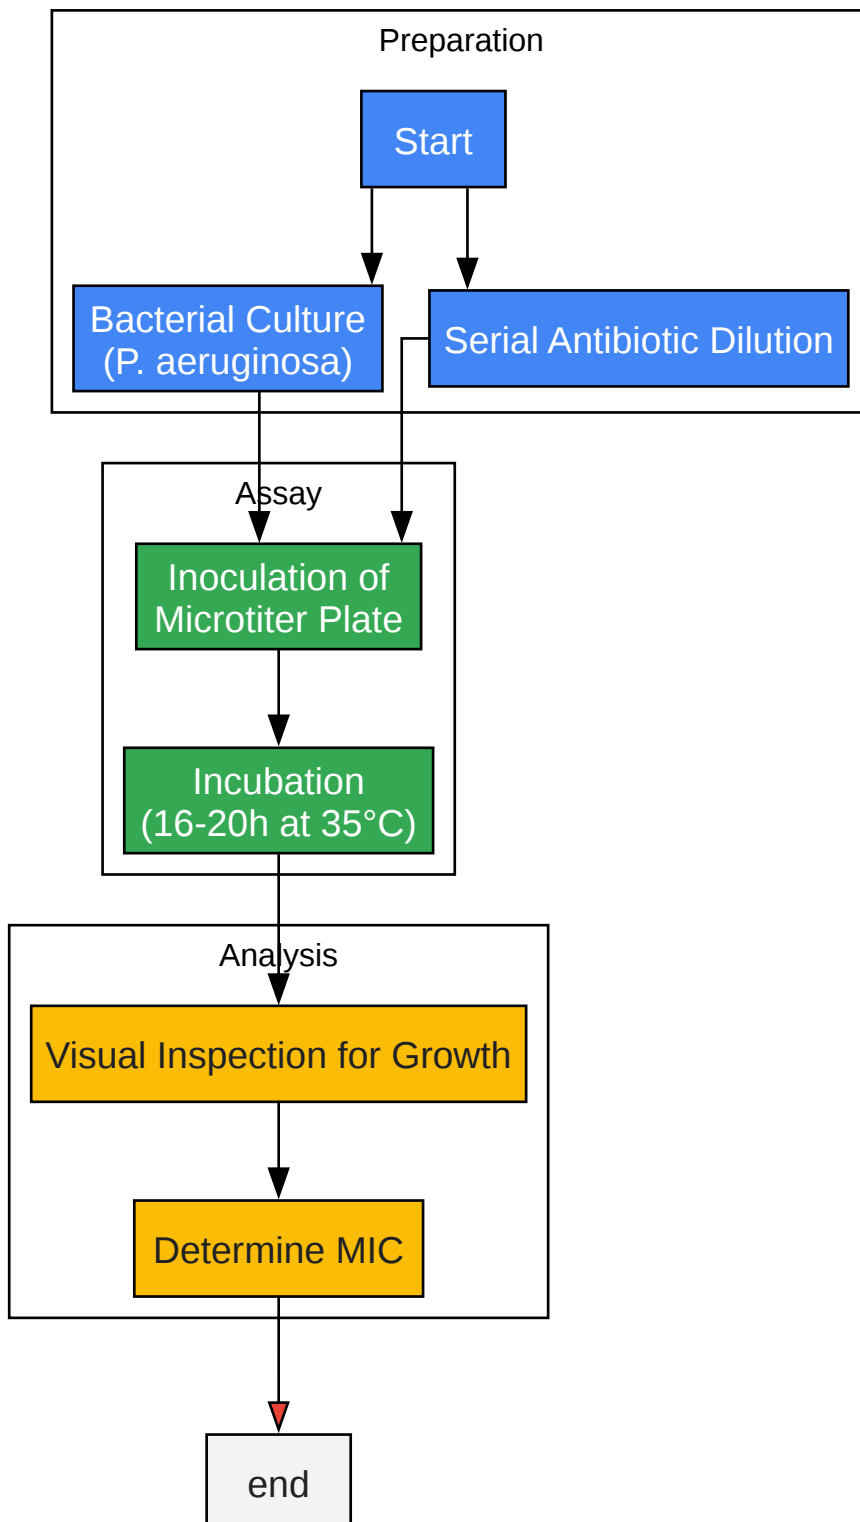 Preparation
Start
Bacterial Culture
(P. aeruginosa)
Serial Antibiotic Dilution
Assay
Inoculation of
Microtiter Plate
Incubation
(16-20h at 35°C)
Analysis
Visual Inspection for Growth
Determine MIC
end